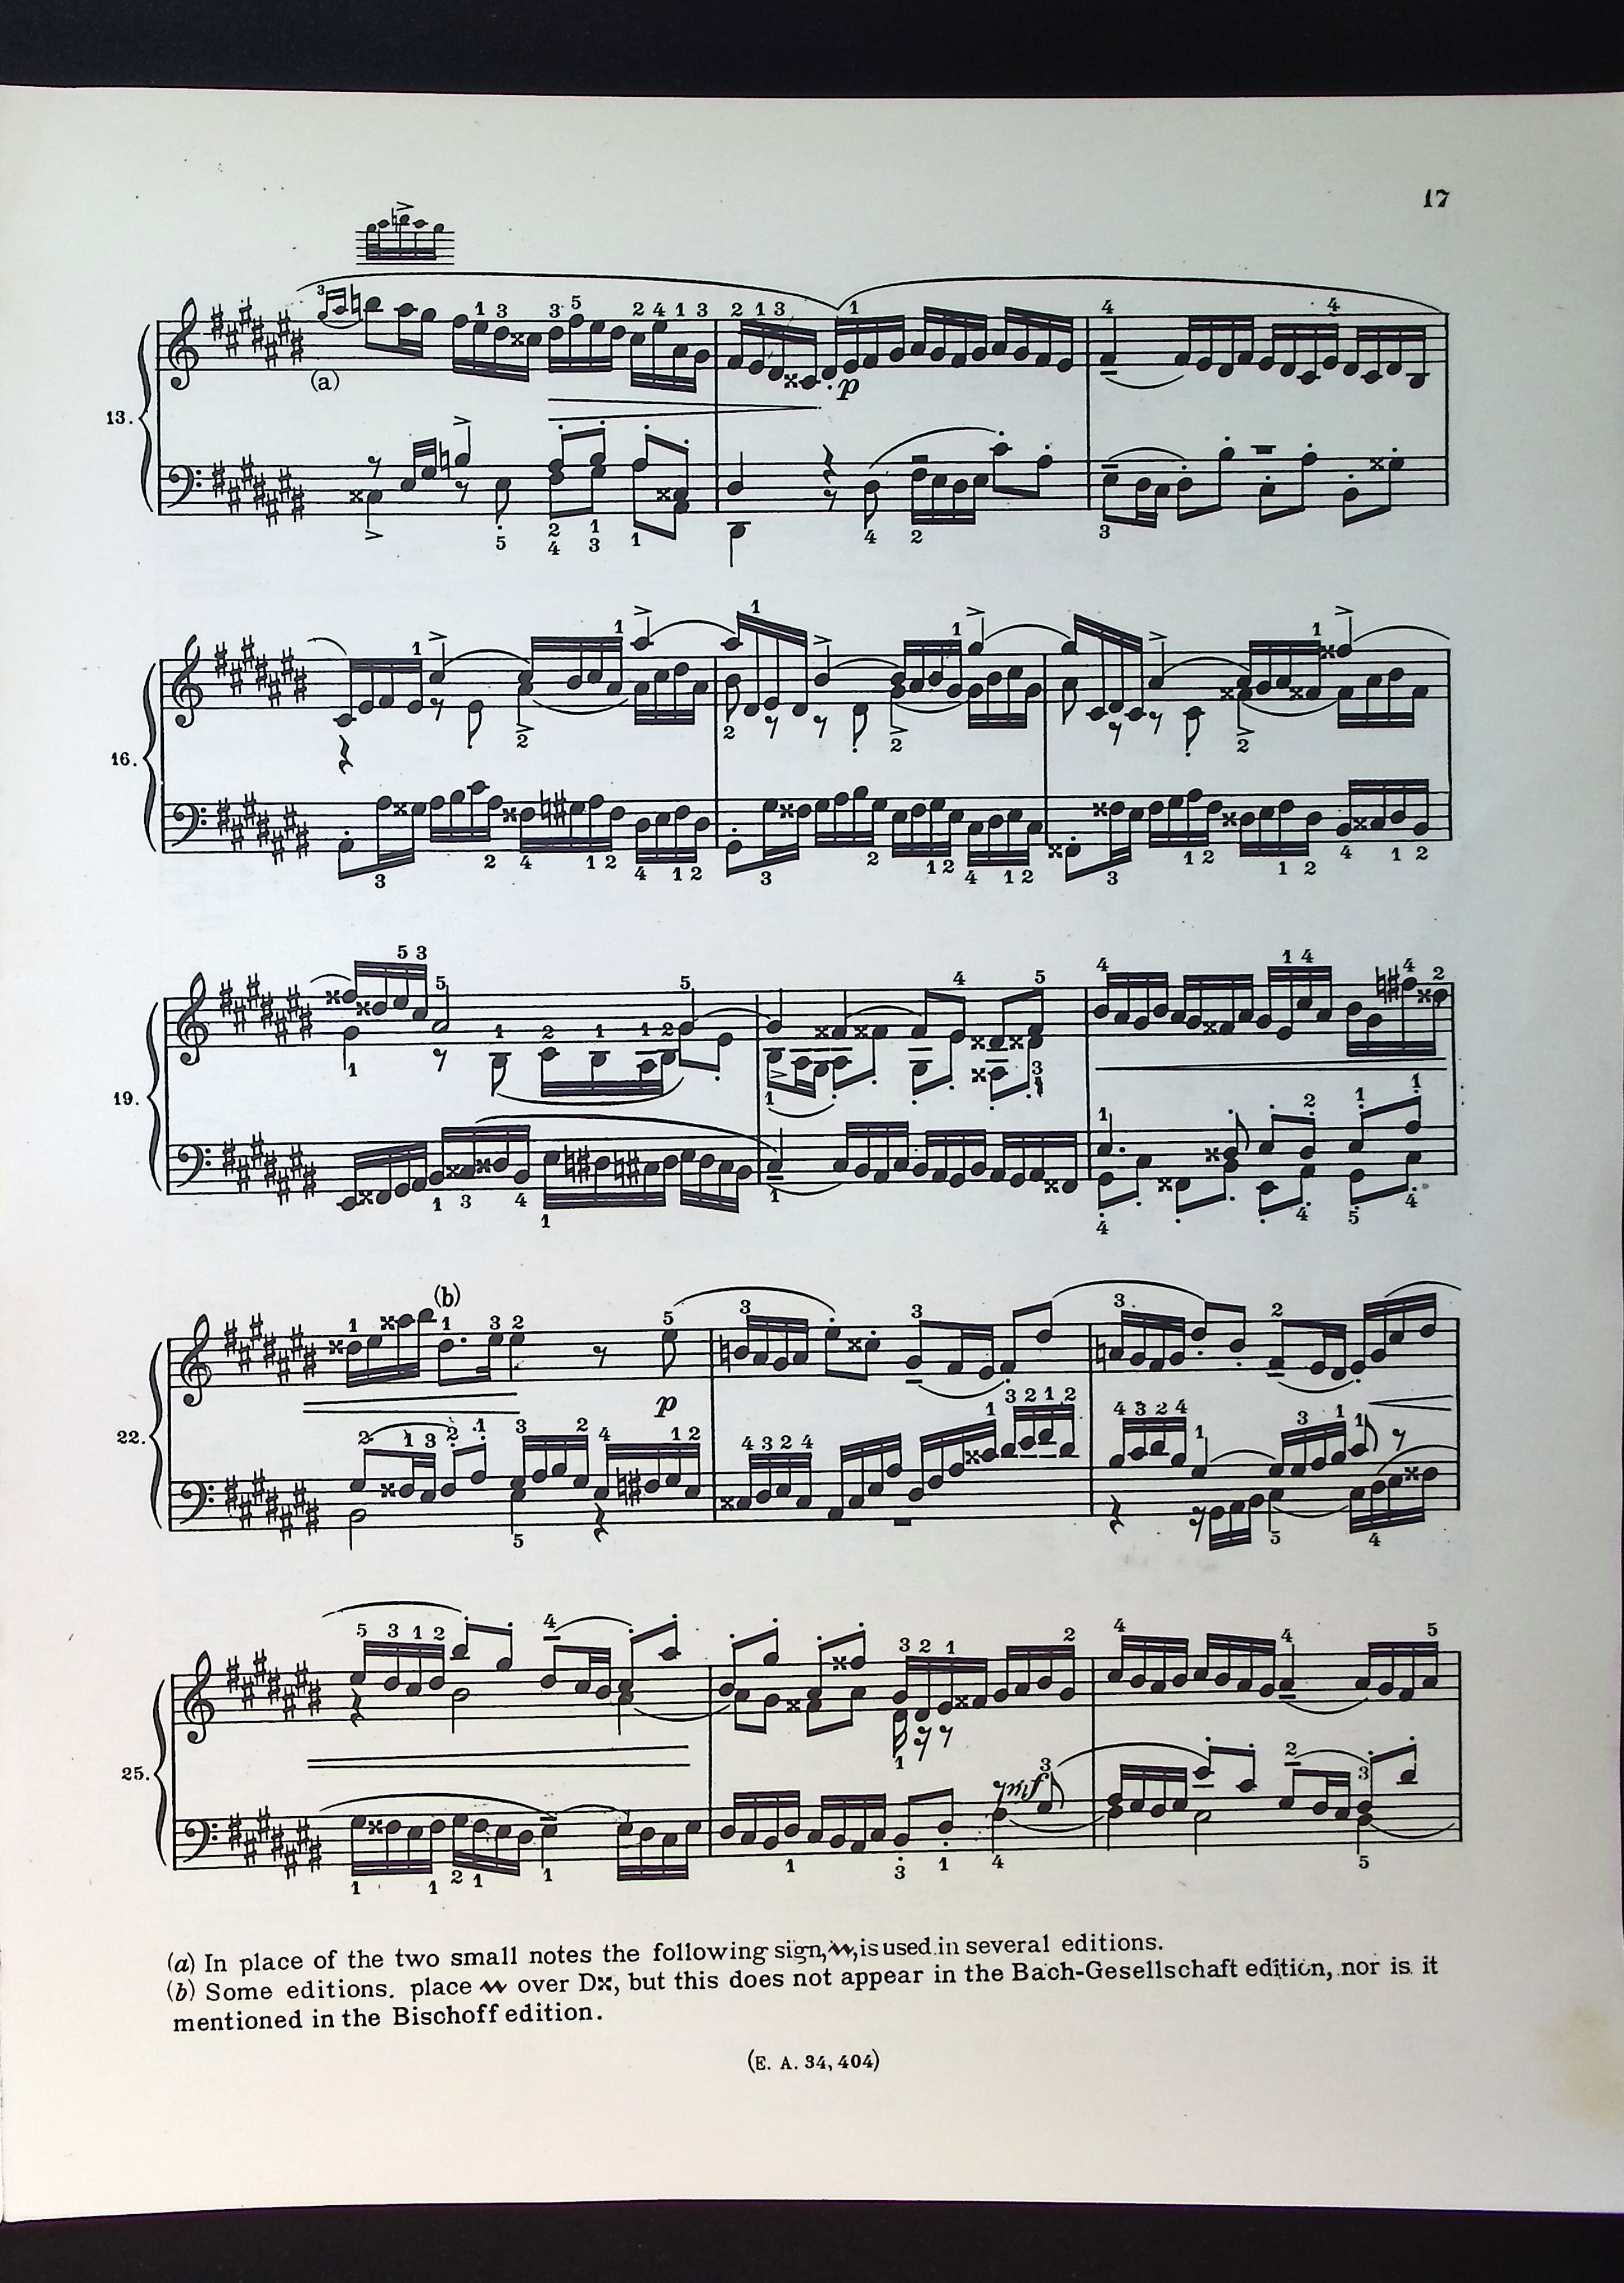 17
(a)
13.
p
16.
19.
(b)
22.
p
25.
mf
(a) In place of the two small notes the following sign, , is used in several editions.
(b) Some editions. place over Dx, but this does not appear in the Bach-Gesellschaft edition, nor is it
mentioned in the Bischoff edition.
(E. A. 34, 404)